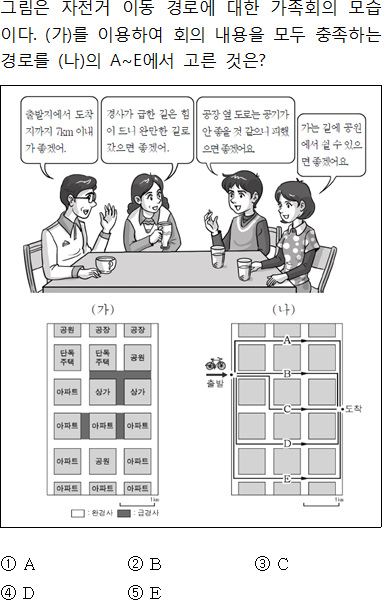 그림은 자전거 이동 경로에 대한 가족회의 모습
이다. (가)를 이용하여 회의 내용을 모두 충족하는
경로를 (나)의 A~E에서 고른 것은?
출발지에서 도착
지까지 7km 이내
가 좋겠어.
경사가 급한 길은 힘
이 드니 완만한 길로
갔으면 좋겠어.
공장 옆 도로는 공기가
안 좋을 것 같으니 피했
으면 좋겠어요.
가는 길에 공원
에서 쉴 수 있으
면 좋겠어요.
(가)
공원 공장 공장
단독 주택 단독 주택 공원
아파트 상가 상가
아파트 아파트 아파트
아파트 공원 아파트
아파트 아파트 아파트
1km
: 완경사 : 급경사
(나)
A
B
출발
C
도착
D
E
1km
① A ② B ③ C
④ D ⑤ E